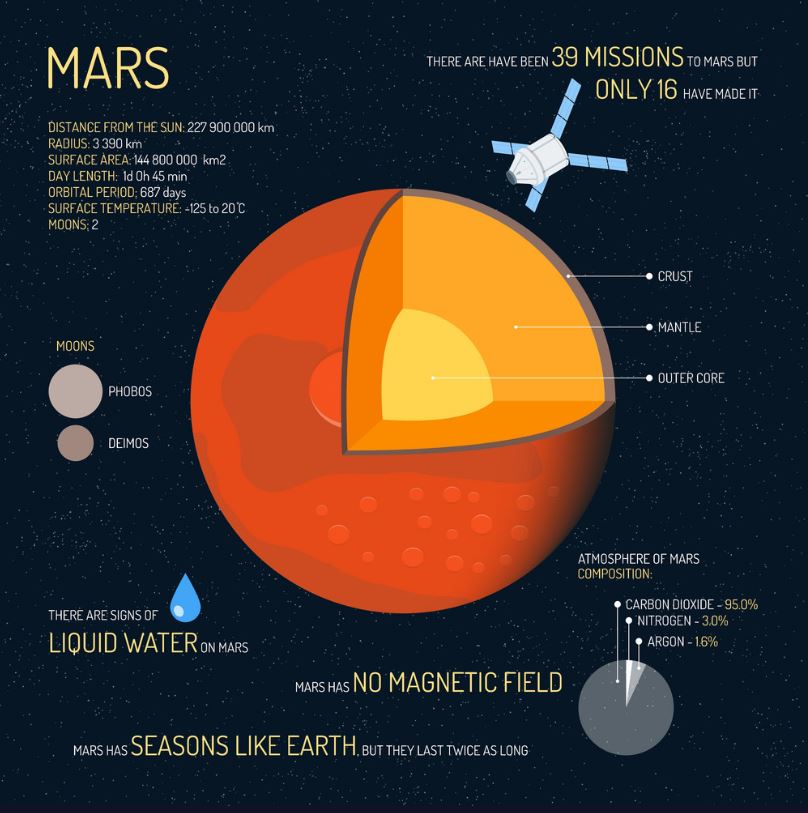 MARS
THERE ARE HAVE BEEN 39 MISSIONS TO MARS BUT
ONLY 16 HAVE MADE IT
DISTANCE FROM THE SUN: 227 900 000 km
RADIUS: 3 390 km
SURFACE AREA: 144 800 000 km2
DAY LENGTH: 1d 0h 45 min
ORBITAL PERIOD: 687 days
SURFACE TEMPERATURE: -125 to 20℃
MOONS: 2
CRUST
MANTLE
OUTER CORE
MOONS
PHOBOS
DEIMOS
ATMOSPHERE OF MARS
COMPOSITION:
CARBON DIOXIDE - 95.0%
NITROGEN - 3.0%
ARGON - 1.6%
THERE ARE SIGNS OF
LIQUID WATER ON MARS
MARS HAS NO MAGNETIC FIELD
MARS HAS SEASONS LIKE EARTH, BUT THEY LAST TWICE AS LONG